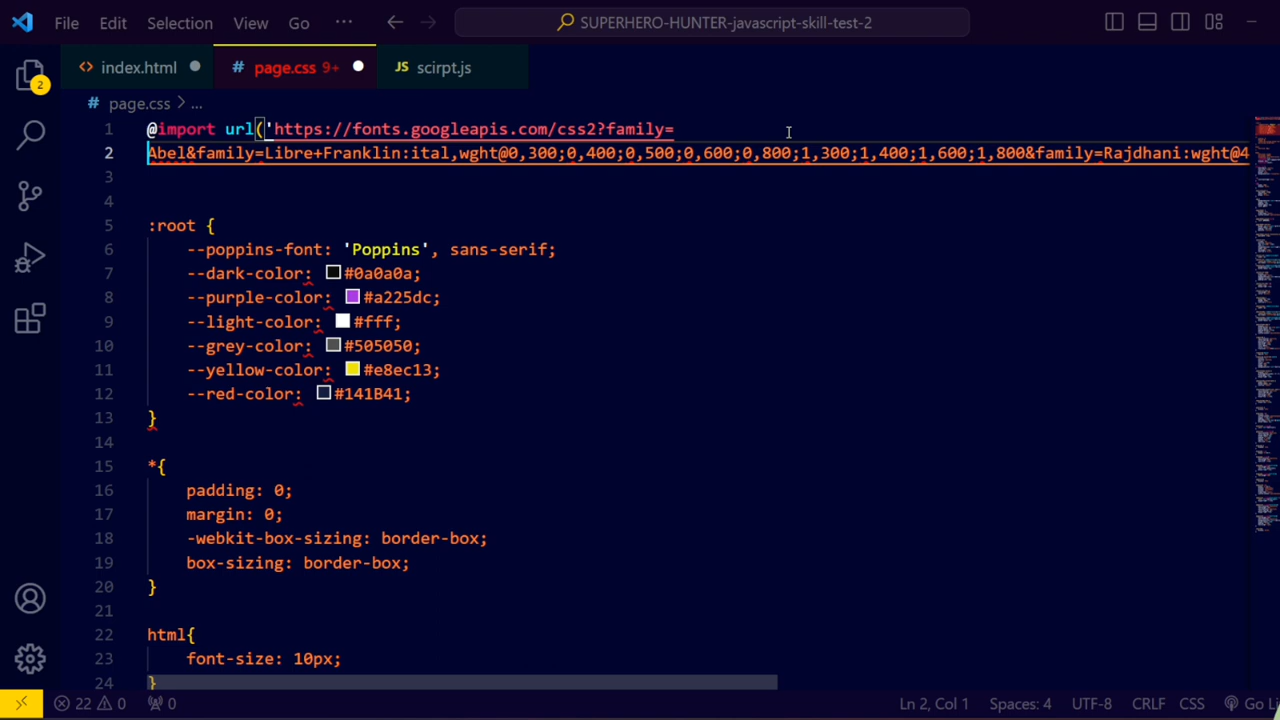 File Edit Selection View Go ··· SUPERHERO-HUNTER-javascript-skill-test-2
2 index.html page.css 9+ JS scirpt.js
# page.css > ...
1 @import url('https://fonts.googleapis.com/css2?family=
2 Abel&family=Libre+Franklin:ital,wght@0,300;0,400;0,500;0,600;0,800;1,300;1,400;1,600;1,800&family=Rajdhani:wght@4
3
4
5 :root {
6 --poppins-font: 'Poppins', sans-serif;
7 --dark-color: #0a0a0a;
8 --purple-color: #a225dc;
9 --light-color: #fff;
10 --grey-color: #505050;
11 --yellow-color: #e8ec13;
12 --red-color: #141B41;
13 }
14
15 *{
16 padding: 0;
17 margin: 0;
18 -webkit-box-sizing: border-box;
19 box-sizing: border-box;
20 }
21
22 html{
23 font-size: 10px;
24 }
22 0 0 Ln 2, Col 1 Spaces: 4 UTF-8 CRLF CSS Go Li